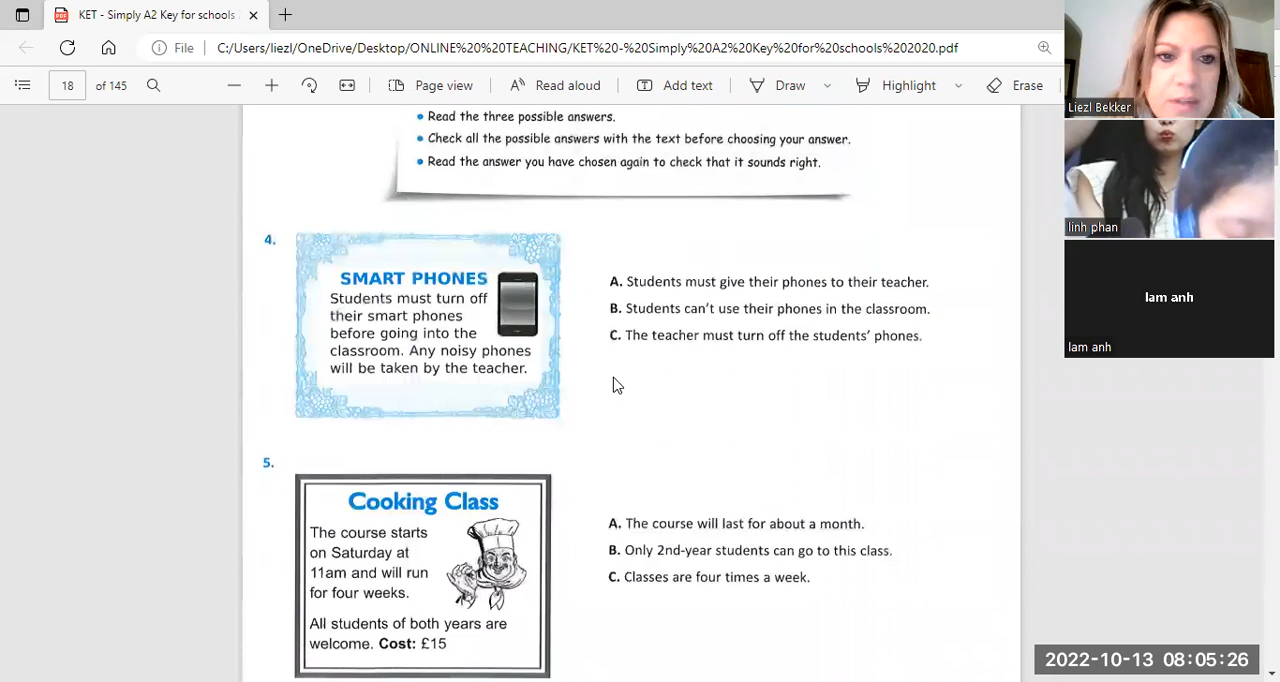 KET - Simply A2 Key for schools
File
C:/Users/liezl/OneDrive/Desktop/ONLINE%20%20TEACHING/KET%20-%20Simply%20A2%20Key%20for%20schools%202020.pdf
18 of 145
Page view
Read aloud
Add text
Draw
Highlight
Erase
Liezl Bekker
linh phan
lam anh
lam anh
• Read the three possible answers.
• Check all the possible answers with the text before choosing your answer.
• Read the answer you have chosen again to check that it sounds right.
4.
SMART PHONES
Students must turn off
their smart phones
before going into the
classroom. Any noisy phones
will be taken by the teacher.
A. Students must give their phones to their teacher.
B. Students can't use their phones in the classroom.
C. The teacher must turn off the students' phones.
5.
Cooking Class
The course starts
on Saturday at
11am and will run
for four weeks.
All students of both years are
welcome. Cost: £15
A. The course will last for about a month.
B. Only 2nd-year students can go to this class.
C. Classes are four times a week.
2022-10-13 08:05:26